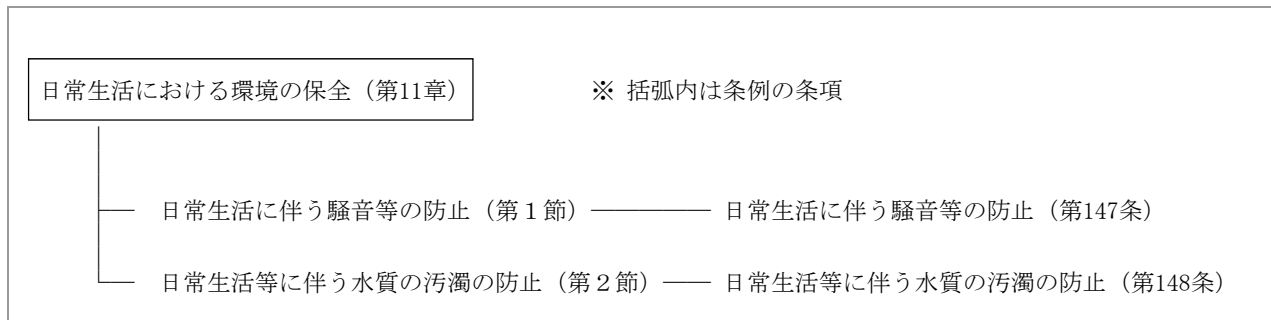 日常生活における環境の保全（第11章）　※ 括弧内は条例の条項
日常生活に伴う騒音等の防止（第１節）　日常生活に伴う騒音等の防止（第147条）
日常生活等に伴う水質の汚濁の防止（第２節）　日常生活等に伴う水質の汚濁の防止（第148条）